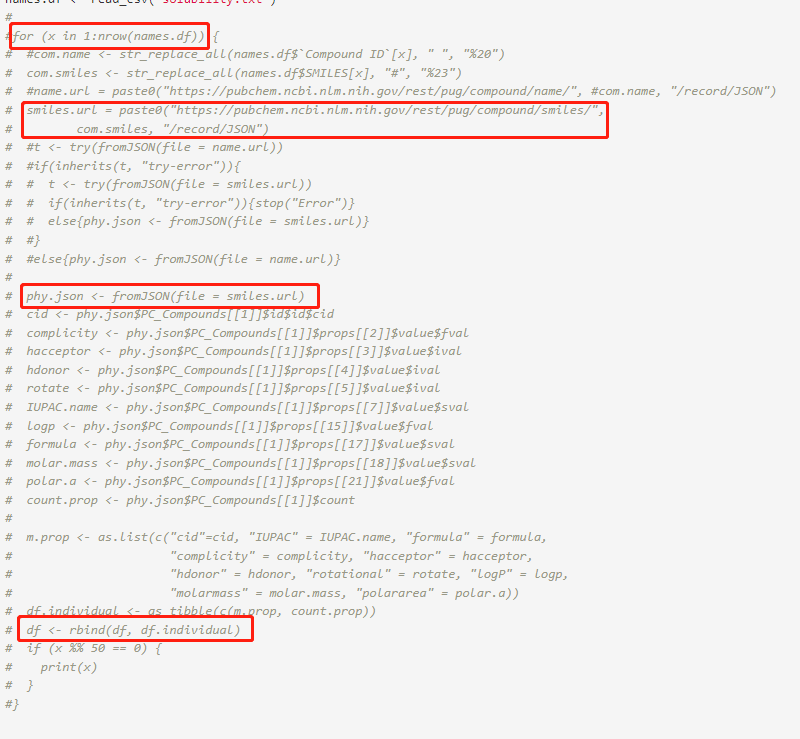 names.df <- read_csv("solubility.txt")
#
#for (x in 1:nrow(names.df)) {
#  #com.name <- str_replace_all(names.df$`Compound ID`[x], " ", "%20")
#  com.smiles <- str_replace_all(names.df$SMILES[x], "#", "%23")
#  #name.url = paste0("https://pubchem.ncbi.nlm.nih.gov/rest/pug/compound/name/", #com.name, "/record/JSON")
#  smiles.url = paste0("https://pubchem.ncbi.nlm.nih.gov/rest/pug/compound/smiles/",
#         com.smiles, "/record/JSON")
#  #t <- try(fromJSON(file = name.url))
#  #if(inherits(t, "try-error")){
#  #  t <- try(fromJSON(file = smiles.url))
#  #  if(inherits(t, "try-error")){stop("Error")}
#  #  else{phy.json <- fromJSON(file = smiles.url)}
#  #}
#  #else{phy.json <- fromJSON(file = name.url)}
#
#  phy.json <- fromJSON(file = smiles.url)
#  cid <- phy.json$PC_Compounds[[1]]$id$id$cid
#  complicity <- phy.json$PC_Compounds[[1]]$props[[2]]$value$fval
#  hacceptor <- phy.json$PC_Compounds[[1]]$props[[3]]$value$ival
#  hdonor <- phy.json$PC_Compounds[[1]]$props[[4]]$value$ival
#  rotate <- phy.json$PC_Compounds[[1]]$props[[5]]$value$ival
#  IUPAC.name <- phy.json$PC_Compounds[[1]]$props[[7]]$value$sval
#  logp <- phy.json$PC_Compounds[[1]]$props[[15]]$value$fval
#  formula <- phy.json$PC_Compounds[[1]]$props[[17]]$value$sval
#  molar.mass <- phy.json$PC_Compounds[[1]]$props[[18]]$value$sval
#  polar.a <- phy.json$PC_Compounds[[1]]$props[[21]]$value$fval
#  count.prop <- phy.json$PC_Compounds[[1]]$count
#
#  m.prop <- as.list(c("cid"=cid, "IUPAC" = IUPAC.name, "formula" = formula,
#                      "complicity" = complicity, "hacceptor" = hacceptor,
#                      "hdonor" = hdonor, "rotational" = rotate, "logP" = logp,
#                      "molarmass" = molar.mass, "polararea" = polar.a))
#  df.individual <- as_tibble(c(m.prop, count.prop))
#  df <- rbind(df, df.individual)
#  if (x %% 50 == 0) {
#    print(x)
#  }
#}